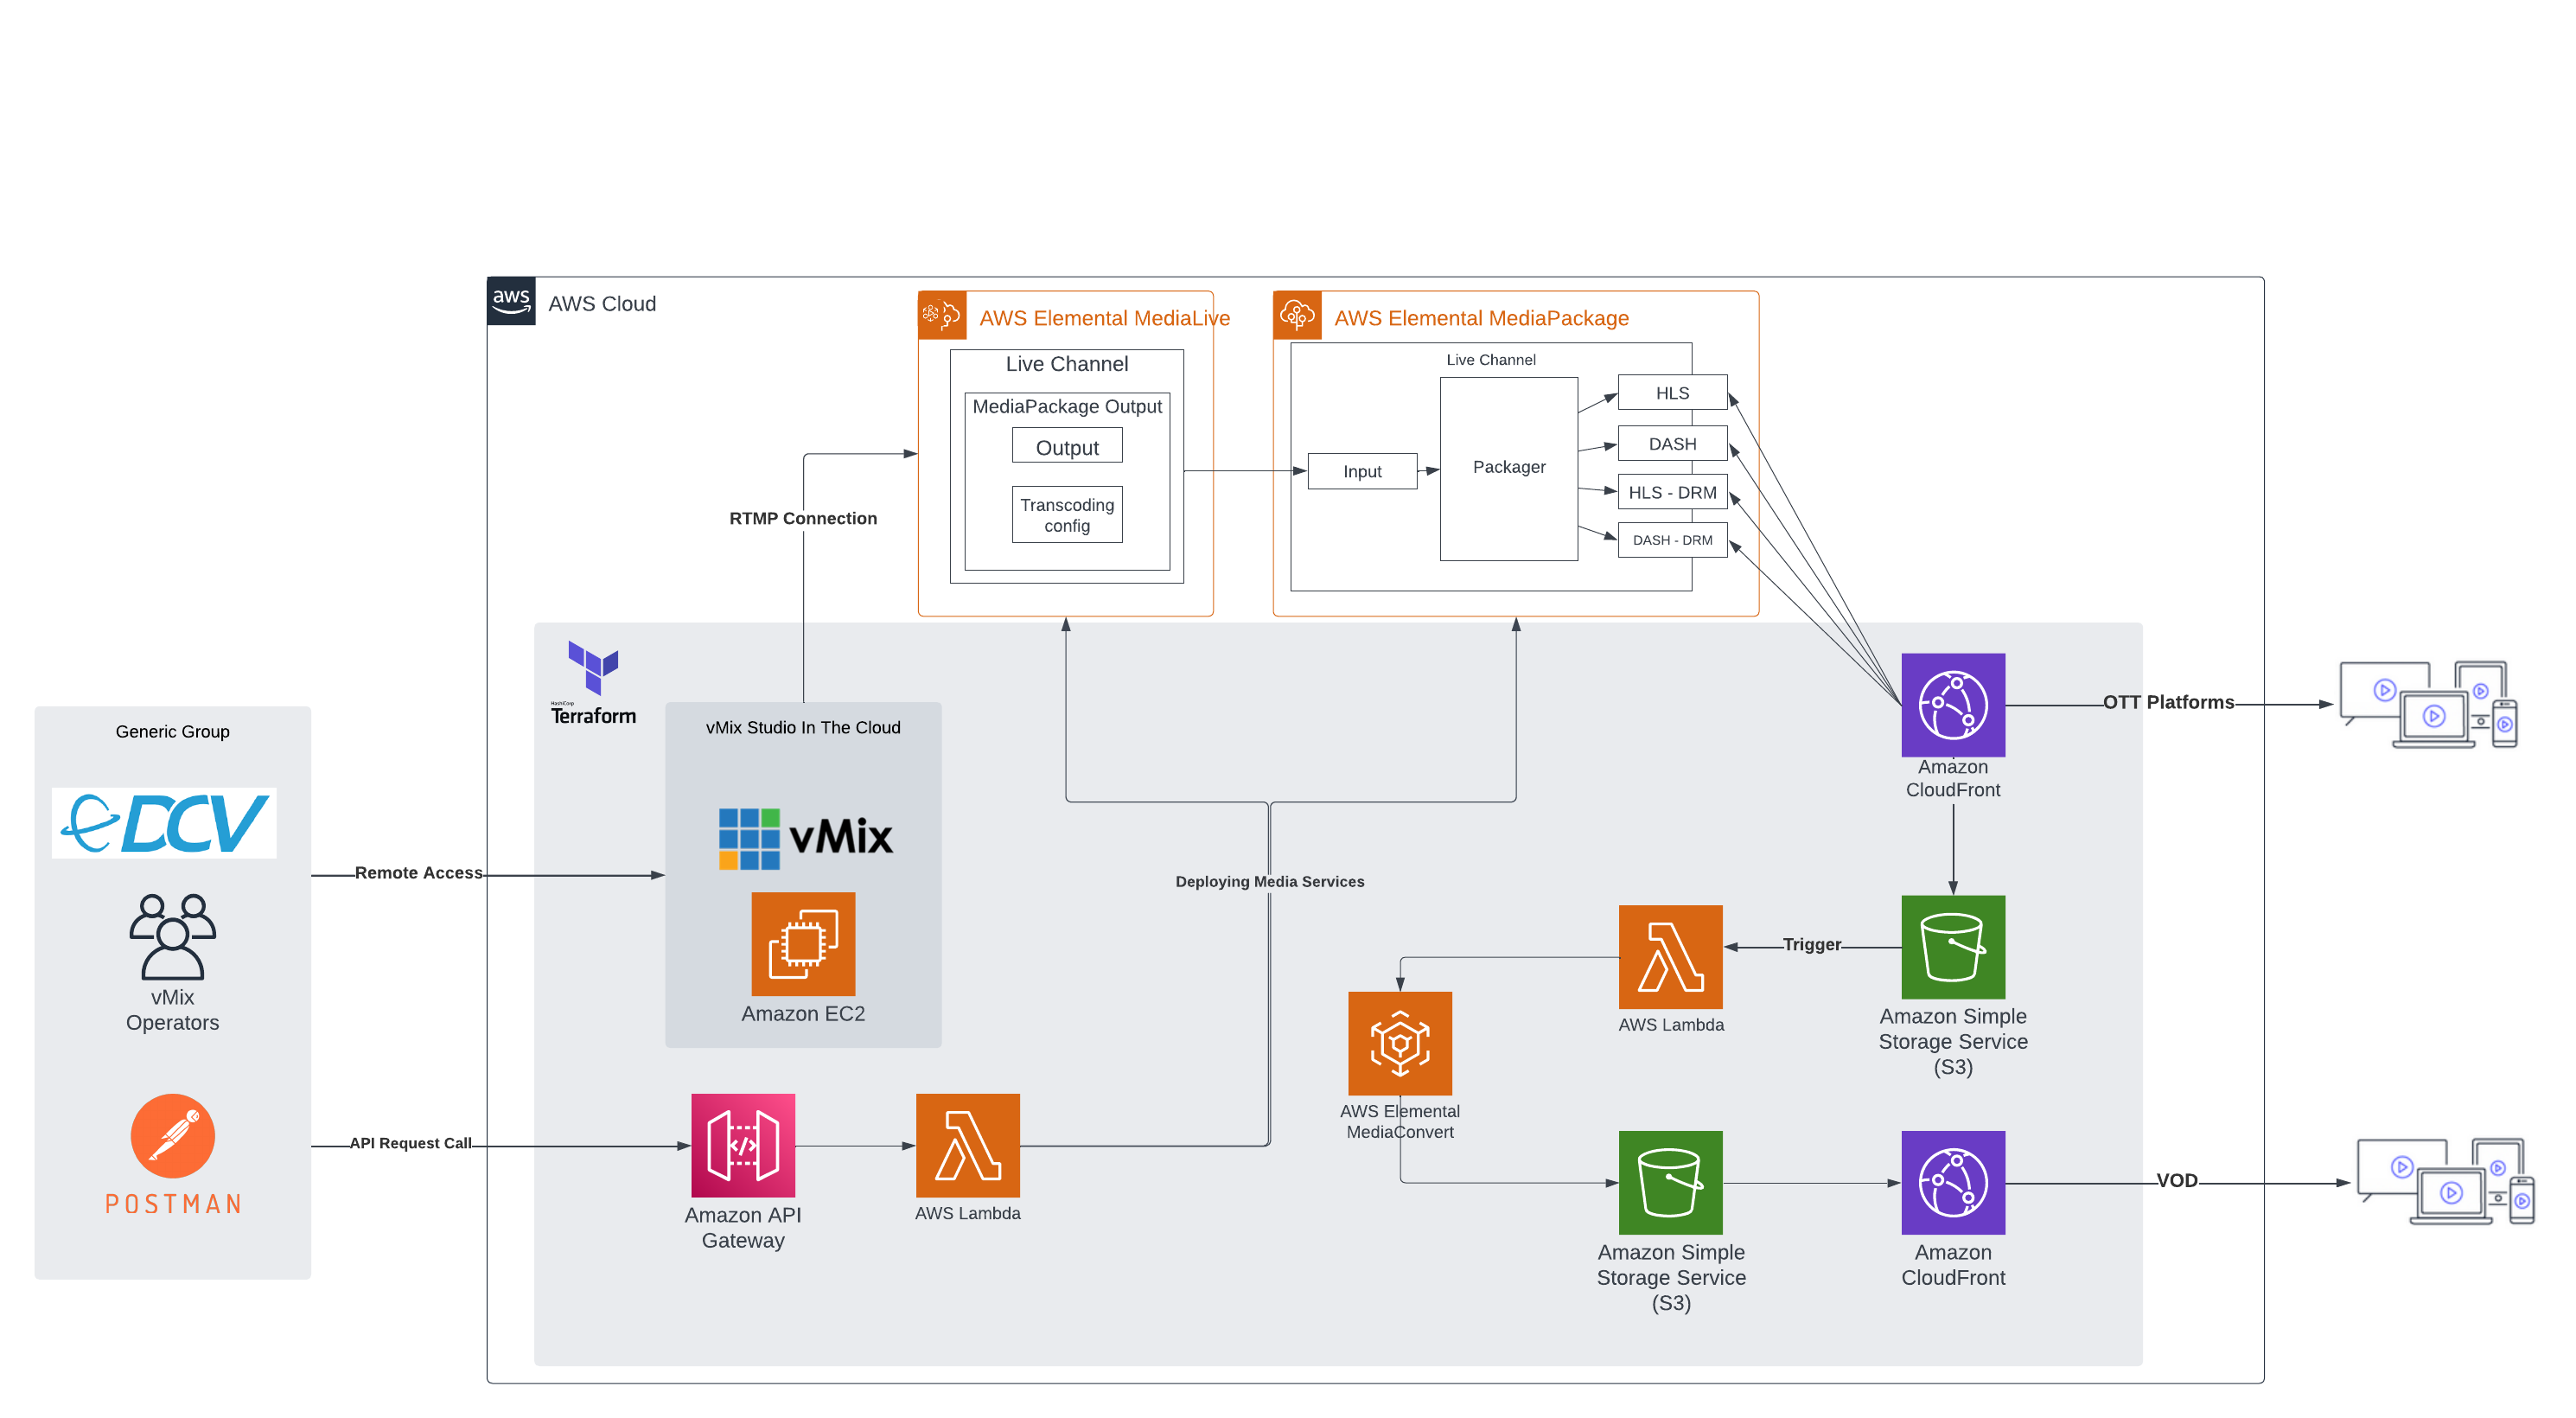 aws
AWS Cloud
AWS Elemental MediaLive
Live Channel
MediaPackage Output
Output
Transcoding
config
AWS Elemental MediaPackage
Live Channel
Input
Packager
HLS
DASH
HLS - DRM
DASH - DRM
RTMP Connection
HashiCorp
Terraform
Generic Group
DCV
vMix
Operators
POSTMAN
Remote Access
API Request Call
vMix Studio In The Cloud
vMix
Amazon EC2
Amazon API
Gateway
AWS Lambda
Deploying Media Services
Amazon
CloudFront
OTT Platforms
Trigger
AWS Lambda
Amazon Simple
Storage Service
(S3)
AWS Elemental
MediaConvert
Amazon Simple
Storage Service
(S3)
Amazon
CloudFront
VOD